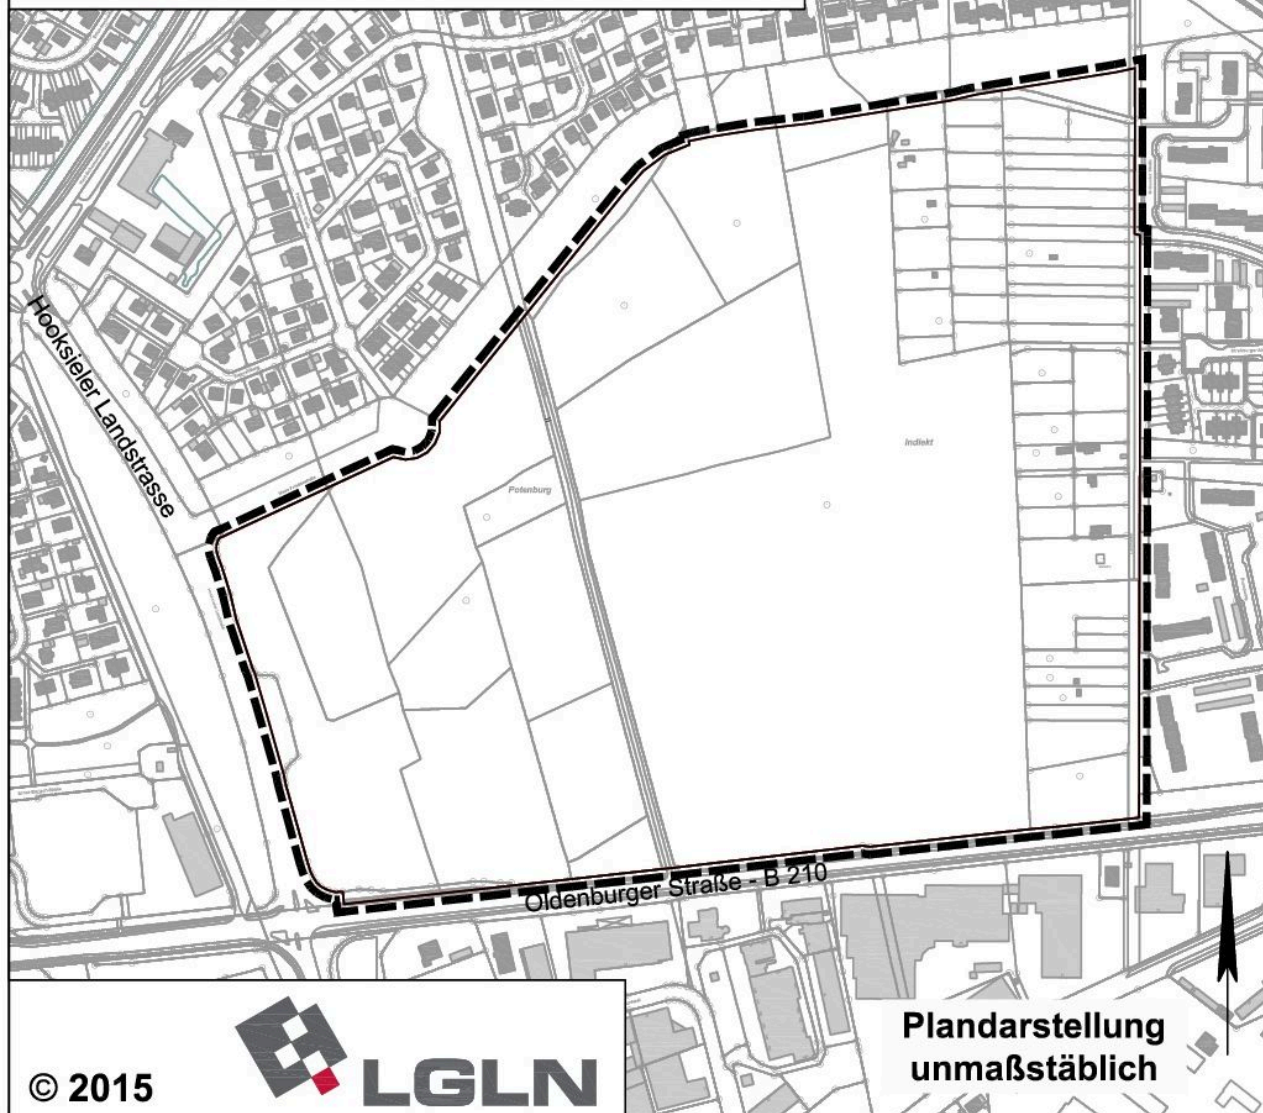 Hooksieler Landstrasse
Indiekt
Potenburg
Oldenburger Straße - B 210
Plandarstellung
unmaßstäblich
© 2015
LGLN